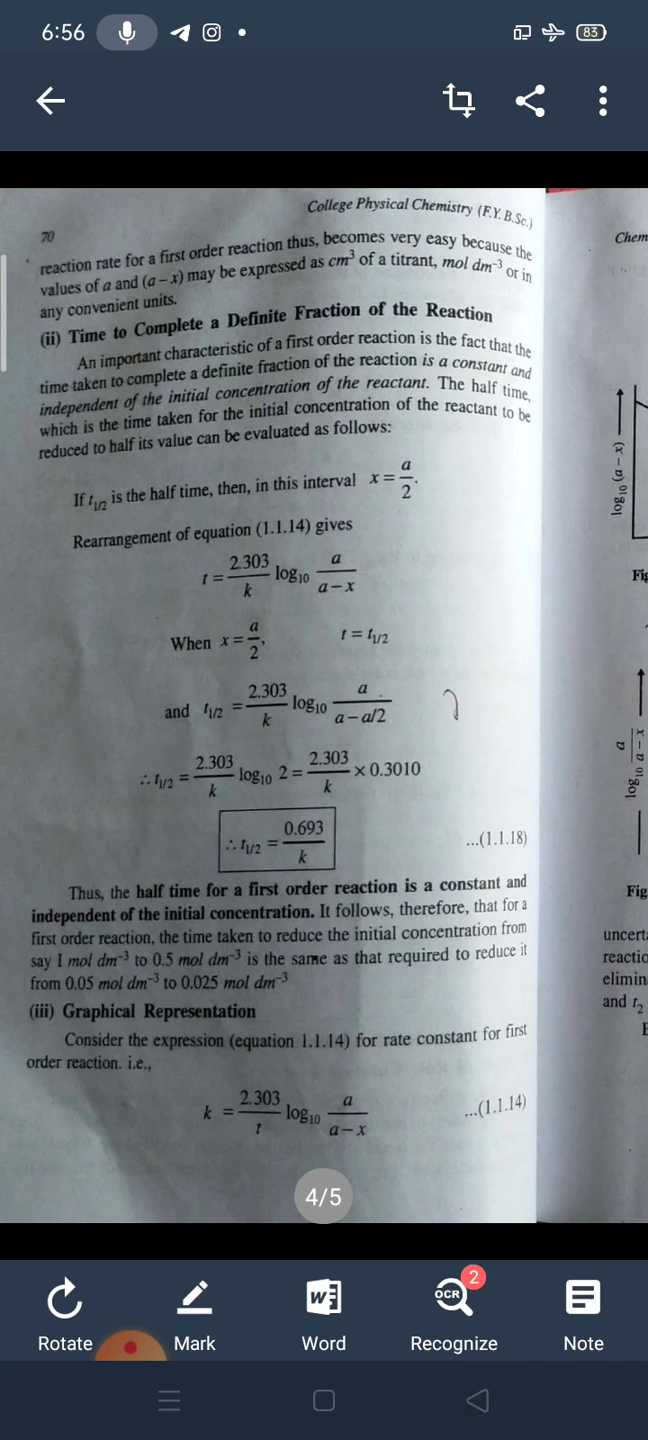 6:56
83
College Physical Chemistry (F.Y.B.Sc.)
70
reaction rate for a first order reaction thus, becomes very easy because the
values of a and (a – x) may be expressed as cm³ of a titrant, mol dm⁻³ or in
any convenient units.
(ii) Time to Complete a Definite Fraction of the Reaction
An important characteristic of a first order reaction is the fact that the
time taken to complete a definite fraction of the reaction is a constant and
independent of the initial concentration of the reactant. The half time,
which is the time taken for the initial concentration of the reactant to be
reduced to half its value can be evaluated as follows:
If t1/2 is the half time, then, in this interval x = a/2.
Rearrangement of equation (1.1.14) gives
t = 2.303/k log10 a/(a – x)
When x = a/2, t = t1/2
and t1/2 = 2.303/k log10 a/(a – a/2)
∴ t1/2 = 2.303/k log10 2 = 2.303/k × 0.3010
∴ t1/2 = 0.693/k ...(1.1.18)
Thus, the half time for a first order reaction is a constant and
independent of the initial concentration. It follows, therefore, that for a
first order reaction, the time taken to reduce the initial concentration from
say 1 mol dm⁻³ to 0.5 mol dm⁻³ is the same as that required to reduce it
from 0.05 mol dm⁻³ to 0.025 mol dm⁻³
(iii) Graphical Representation
Consider the expression (equation 1.1.14) for rate constant for first
order reaction. i.e.,
k = 2.303/t log10 a/(a – x) ...(1.1.14)
Chem
log10 (a – x)
Fig
log10 a/(a – x)
Fig
uncerta
reactio
elimin
and t2
E
4/5
W
OCR
2
Rotate
Mark
Word
Recognize
Note